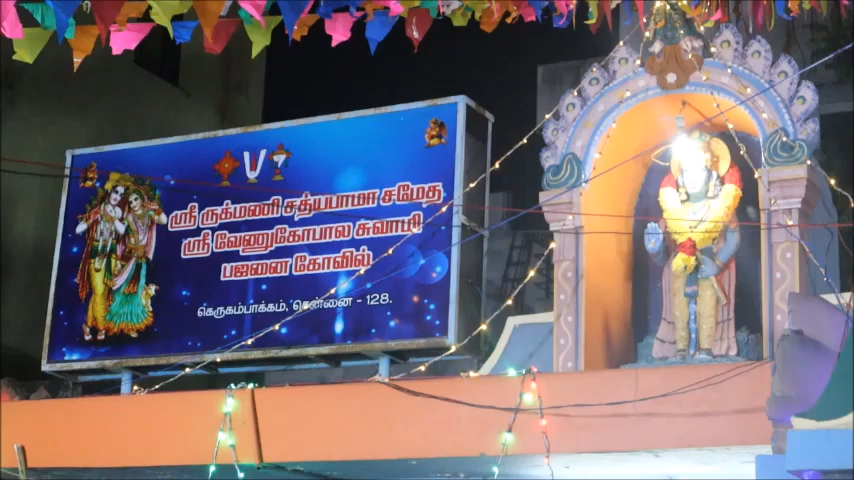 ஸ்ரீ ருக்மணி சத்யபாமா சமேத
ஸ்ரீ வேணுகோபால சுவாமி
பஜனை கோவில்
கெருகம்பாக்கம், சென்னை - 128.